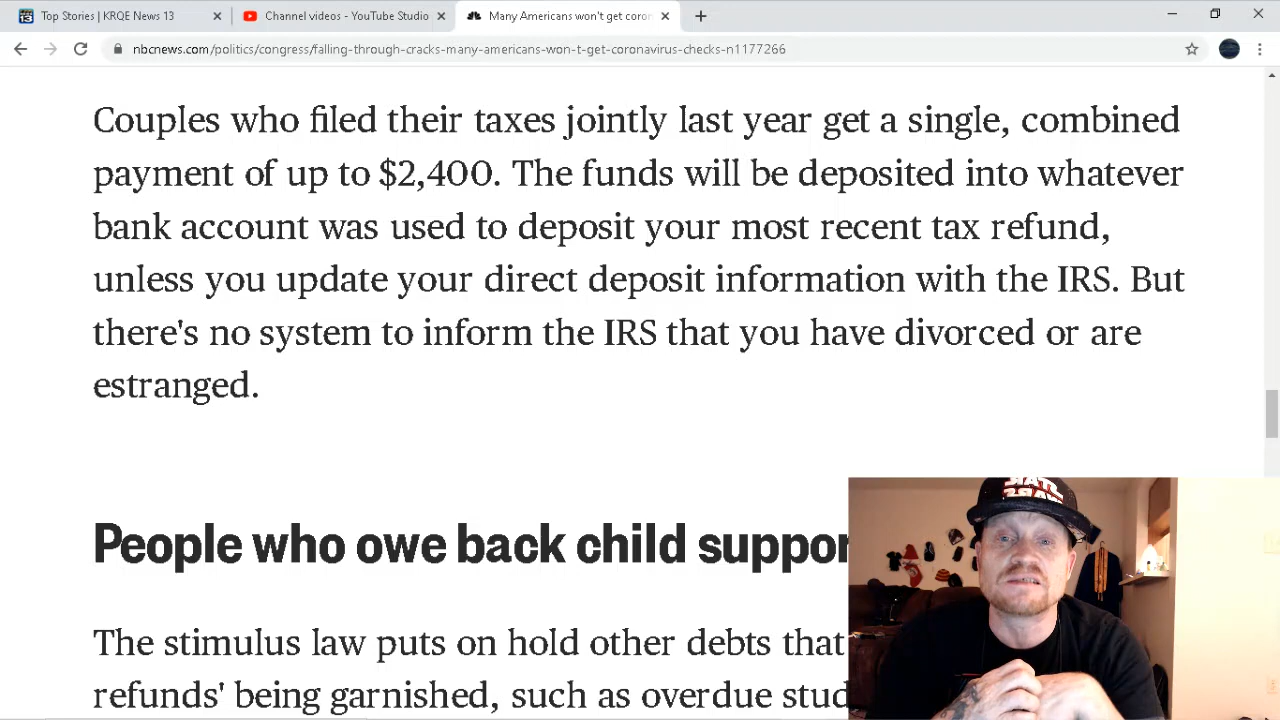 Top Stories | KRQE News 13
Channel videos - YouTube Studio
Many Americans won't get coron
nbcnews.com/politics/congress/falling-through-cracks-many-americans-won-t-get-coronavirus-checks-n1177266
Couples who filed their taxes jointly last year get a single, combined
payment of up to $2,400. The funds will be deposited into whatever
bank account was used to deposit your most recent tax refund,
unless you update your direct deposit information with the IRS. But
there's no system to inform the IRS that you have divorced or are
estranged.
People who owe back child suppor
The stimulus law puts on hold other debts that
refunds' being garnished, such as overdue stud
STAR
WARS